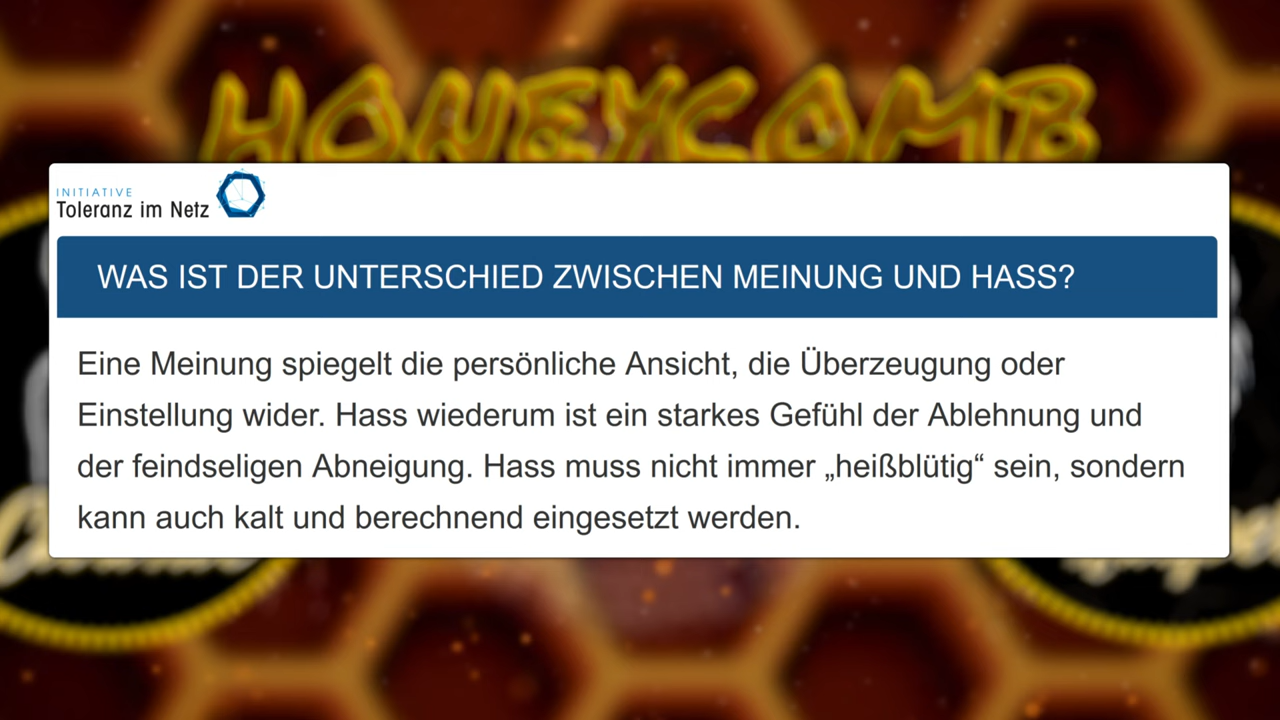 HONEYCOMB
INITIATIVE
Toleranz im Netz
WAS IST DER UNTERSCHIED ZWISCHEN MEINUNG UND HASS?
Eine Meinung spiegelt die persönliche Ansicht, die Überzeugung oder
Einstellung wider. Hass wiederum ist ein starkes Gefühl der Ablehnung und
der feindseligen Abneigung. Hass muss nicht immer „heißblütig“ sein, sondern
kann auch kalt und berechnend eingesetzt werden.